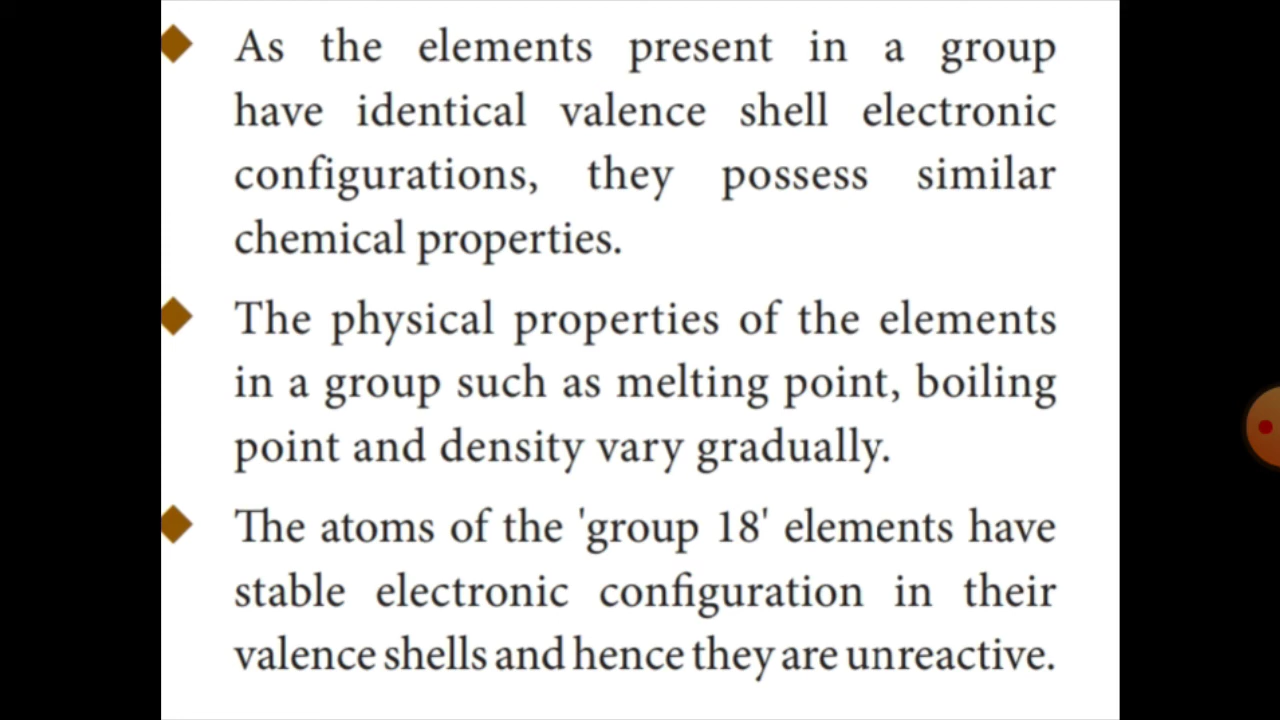 As the elements present in a group
have identical valence shell electronic
configurations, they possess similar
chemical properties.
The physical properties of the elements
in a group such as melting point, boiling
point and density vary gradually.
The atoms of the 'group 18' elements have
stable electronic configuration in their
valence shells and hence they are unreactive.